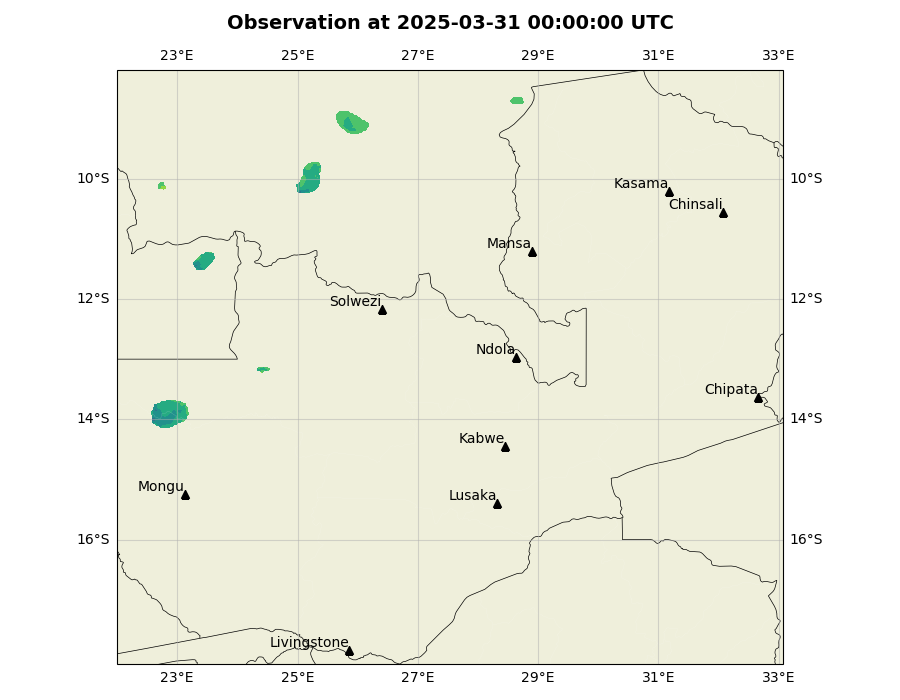 Observation at 2025-03-31 00:00:00 UTC
23°E 25°E 27°E 29°E 31°E 33°E
10°S 10°S
Kasama
Chinsali
Mansa
12°S 12°S
Solwezi
Ndola
Chipata
14°S 14°S
Kabwe
Mongu
Lusaka
16°S 16°S
Livingstone
23°E 25°E 27°E 29°E 31°E 33°E